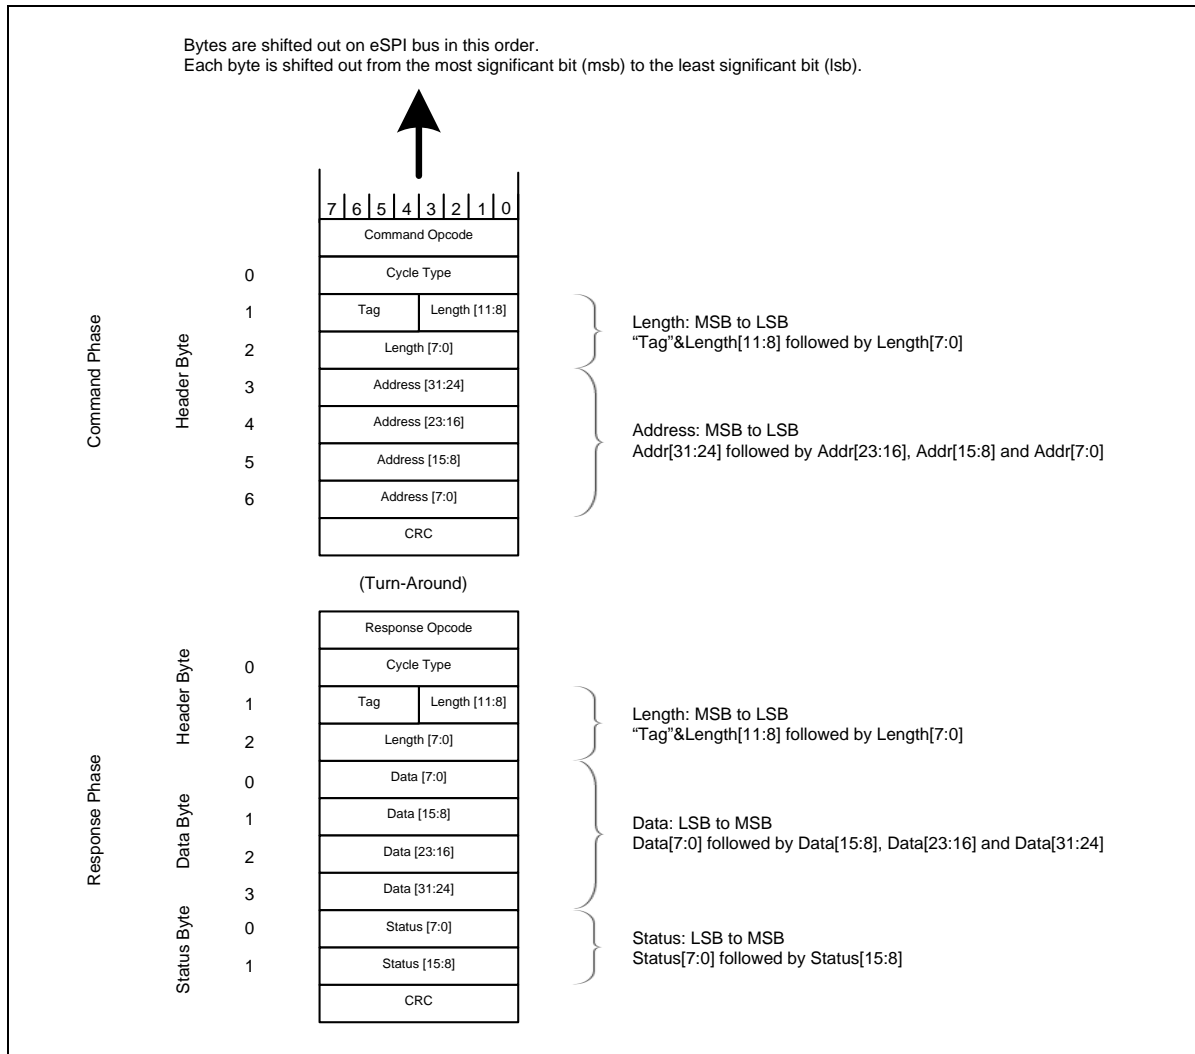 Bytes are shifted out on eSPI bus in this order.
Each byte is shifted out from the most significant bit (msb) to the least significant bit (lsb).
7 6 5 4 3 2 1 0
Command Opcode
Command Phase
Header Byte
0 Cycle Type
1 Tag Length [11:8]
2 Length [7:0]
Length: MSB to LSB
“Tag”&Length[11:8] followed by Length[7:0]
3 Address [31:24]
4 Address [23:16]
5 Address [15:8]
6 Address [7:0]
Address: MSB to LSB
Addr[31:24] followed by Addr[23:16], Addr[15:8] and Addr[7:0]
CRC
(Turn-Around)
Response Phase
Response Opcode
Header Byte
0 Cycle Type
1 Tag Length [11:8]
2 Length [7:0]
Length: MSB to LSB
“Tag”&Length[11:8] followed by Length[7:0]
Data Byte
0 Data [7:0]
1 Data [15:8]
2 Data [23:16]
3 Data [31:24]
Data: LSB to MSB
Data[7:0] followed by Data[15:8], Data[23:16] and Data[31:24]
Status Byte
0 Status [7:0]
1 Status [15:8]
Status: LSB to MSB
Status[7:0] followed by Status[15:8]
CRC